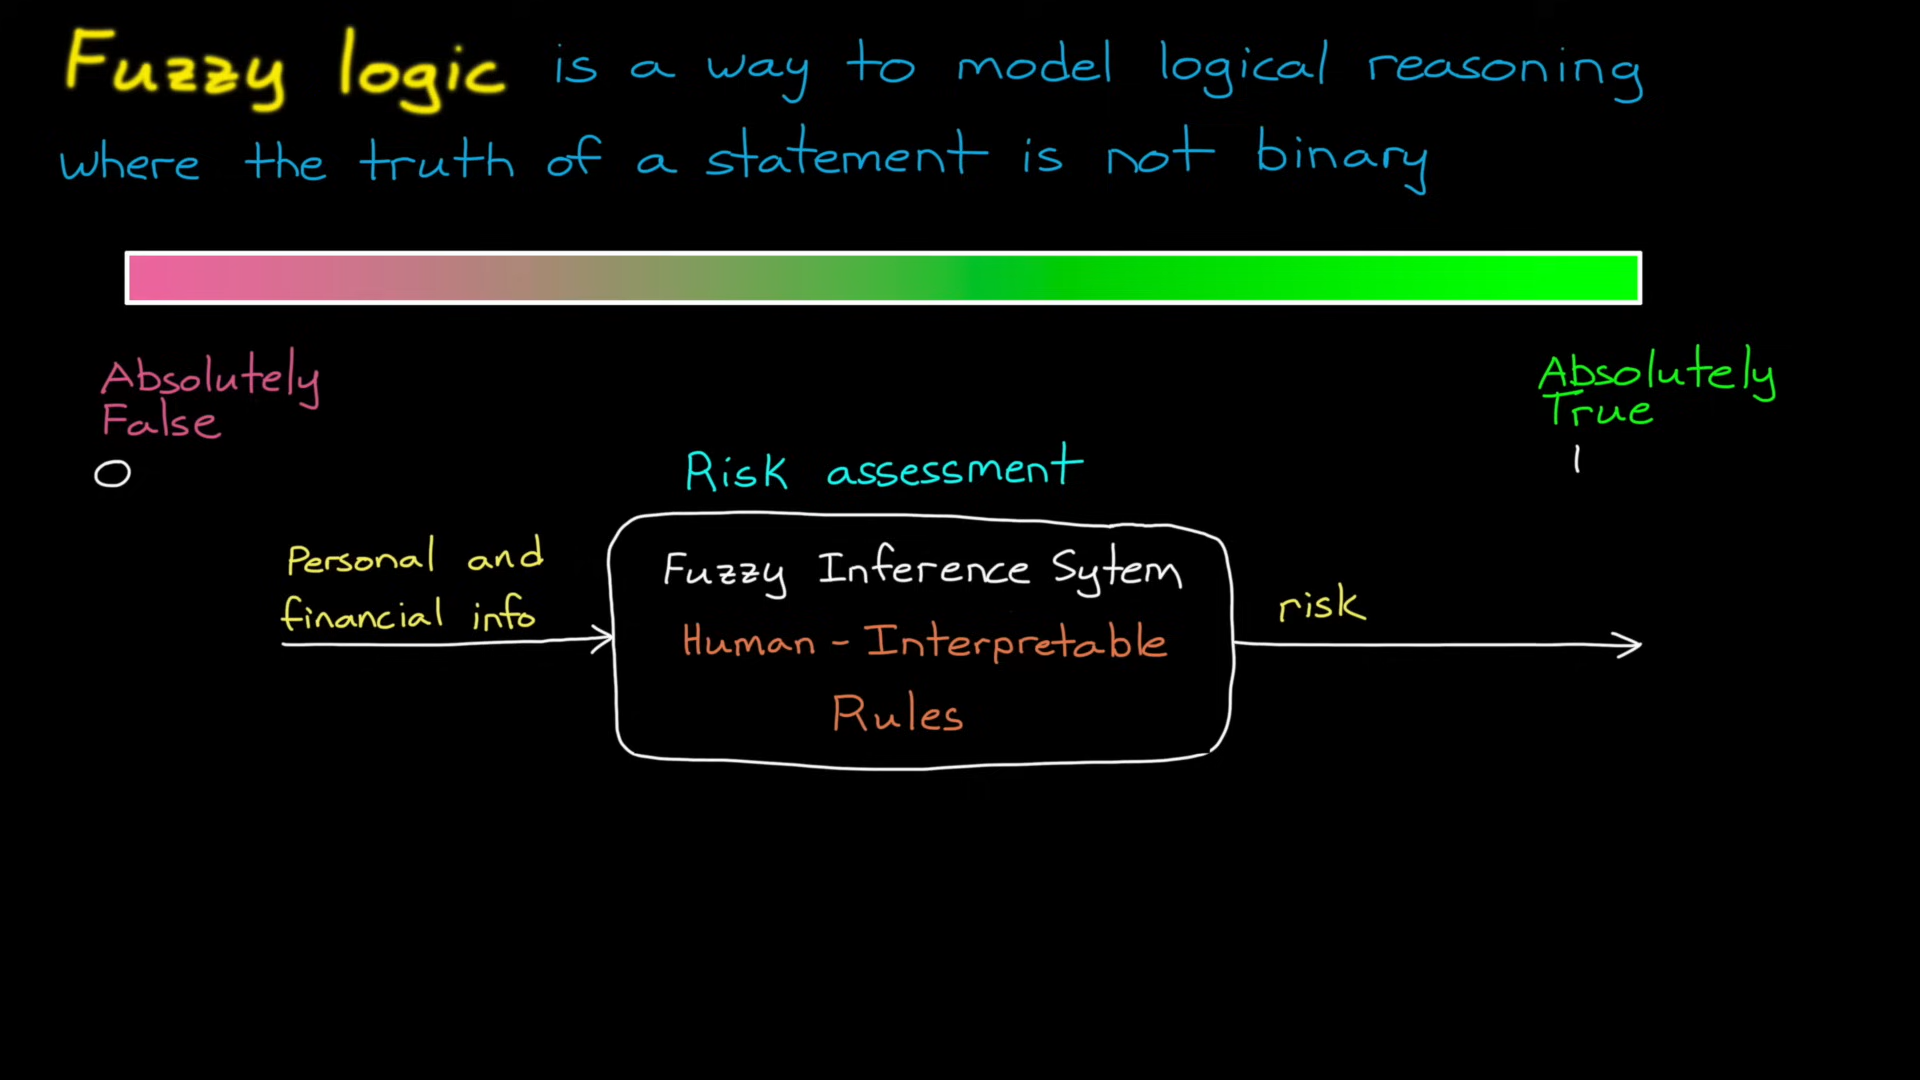 Fuzzy logic is a way to model logical reasoning
where the truth of a statement is not binary
Absolutely
False
0
Absolutely
True
1
Risk assessment
Personal and
financial info
Fuzzy Inference Sytem
Human - Interpretable
Rules
risk